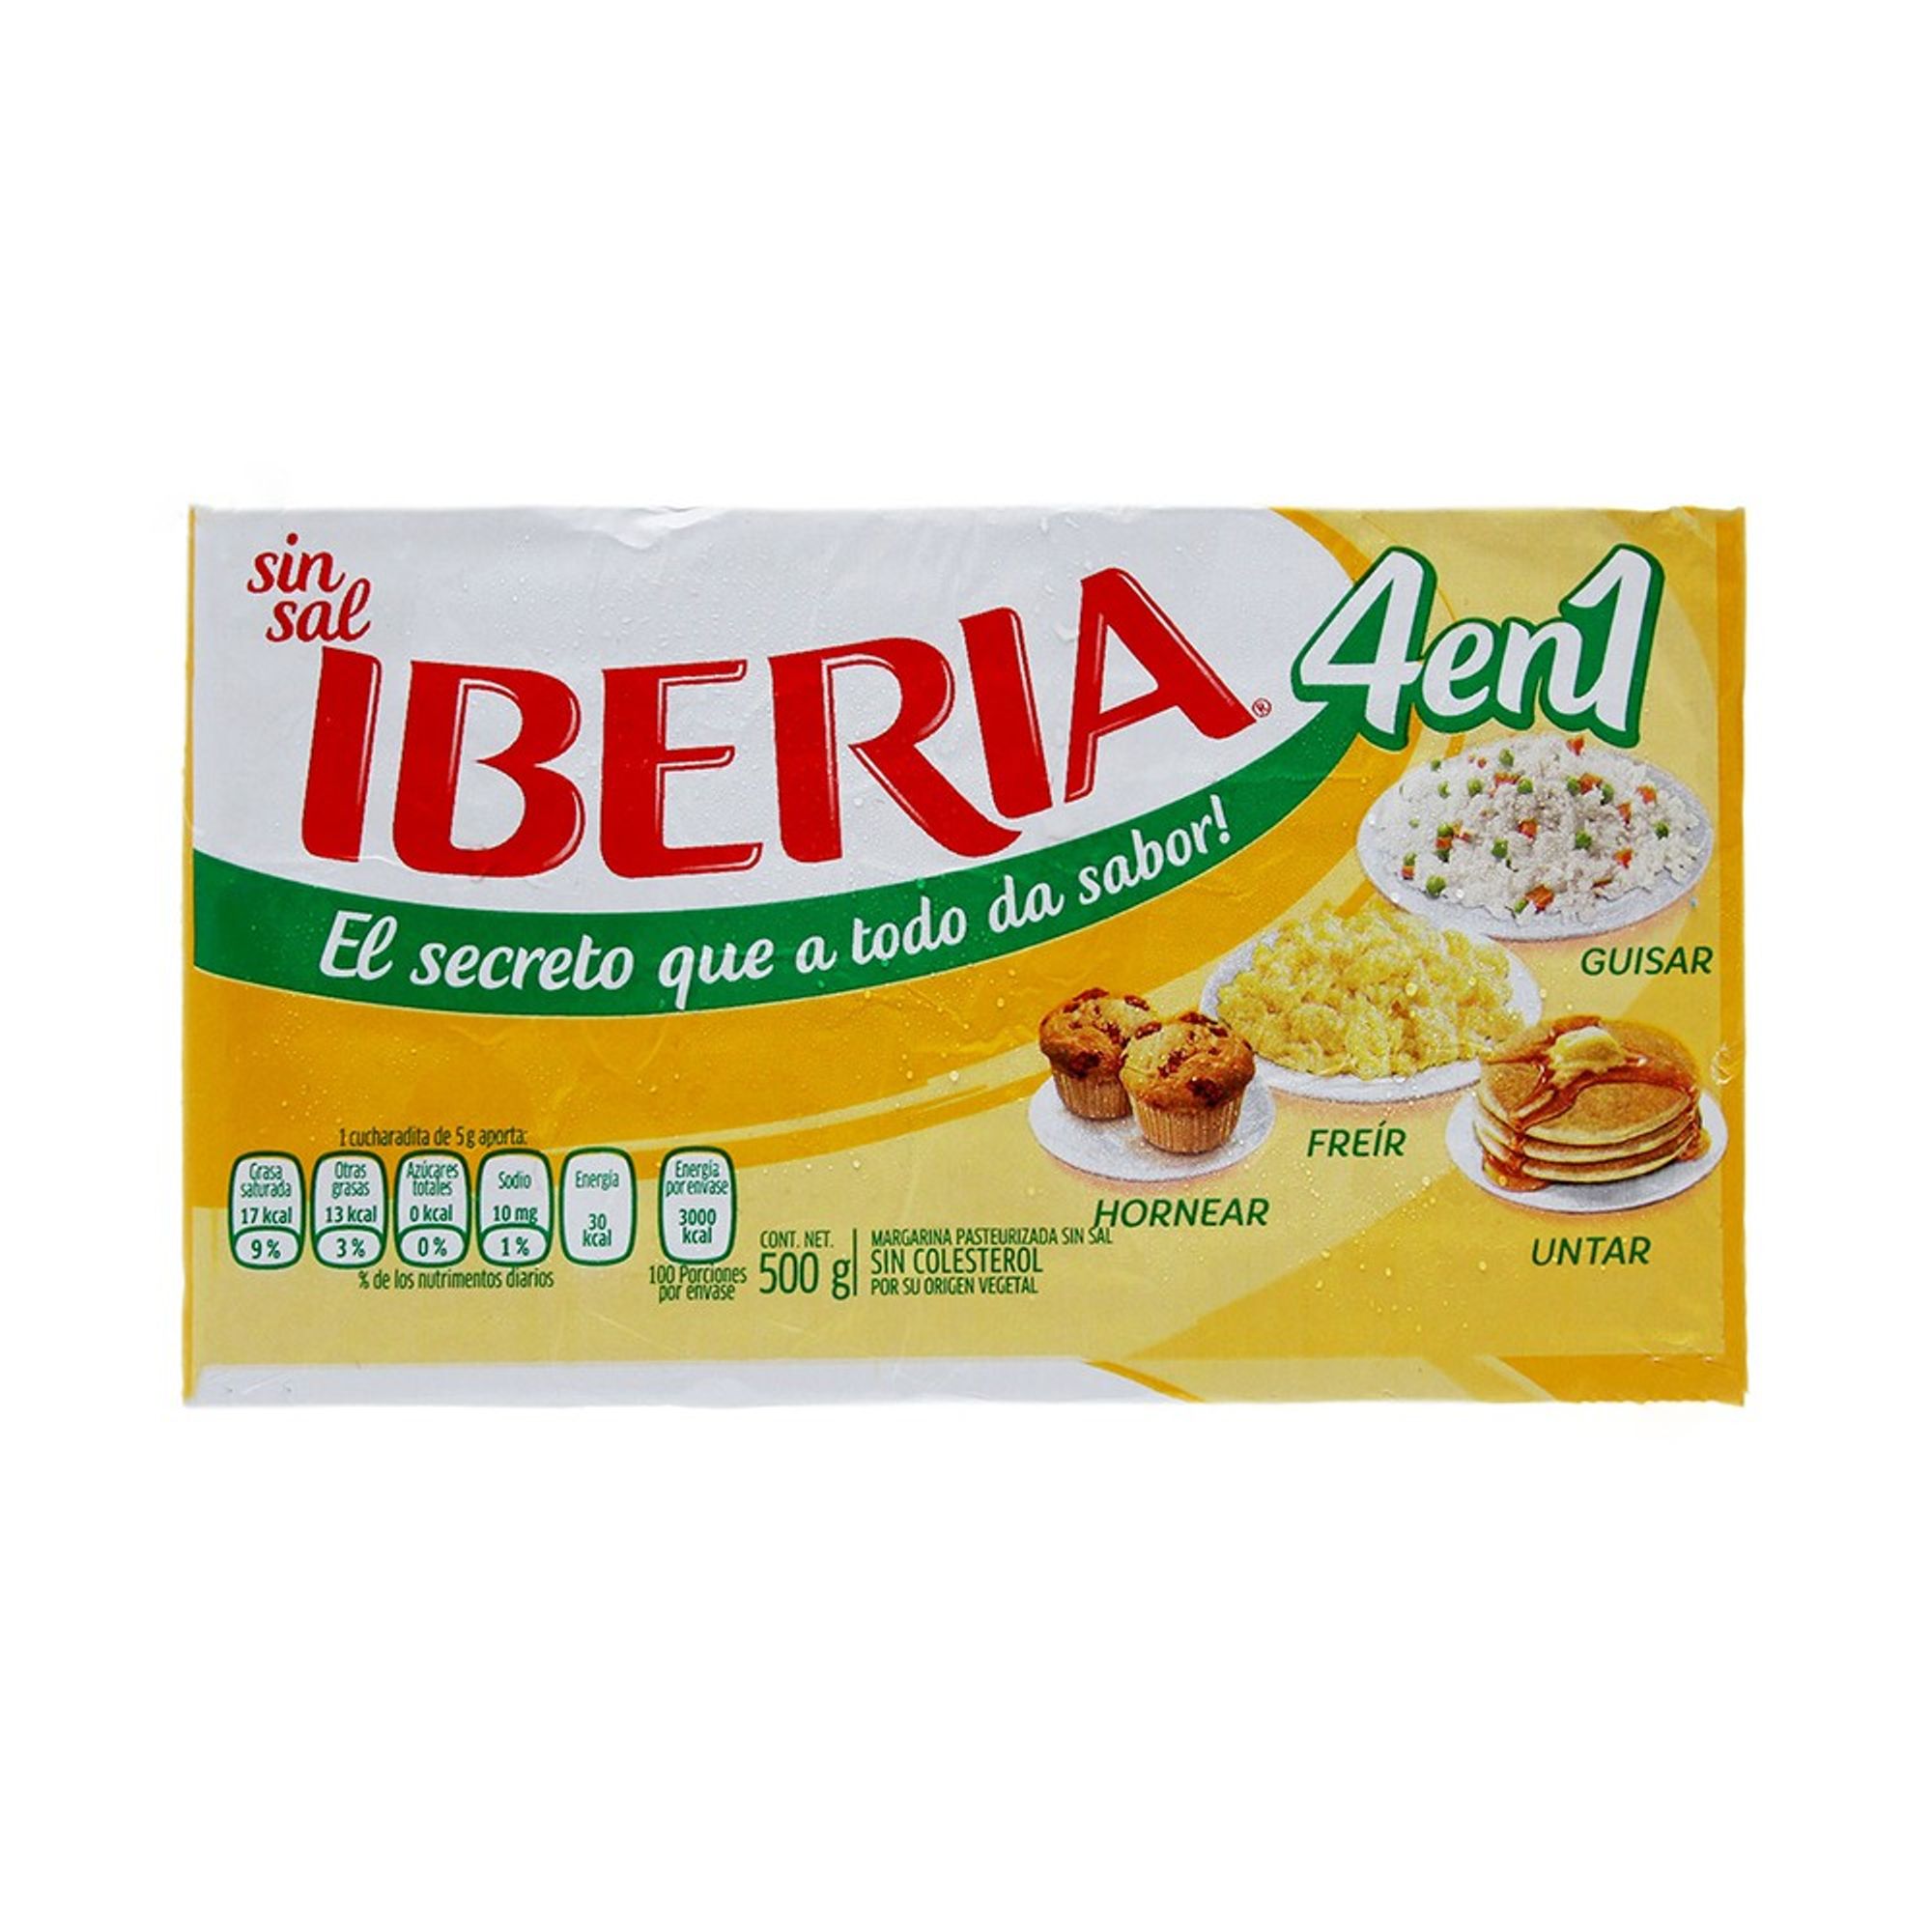 sin
sal
IBERIA®
4en1
El secreto que a todo da sabor!
GUISAR
FREÍR
HORNEAR
UNTAR
1 cucharadita de 5 g aporta:
Grasa saturada 17 kcal 9 %
Otras grasas 13 kcal 3 %
Azúcares totales 0 kcal 0 %
Sodio 10 mg 1 %
Energía 30 kcal
Energía por envase 3000 kcal
% de los nutrimentos diarios
100 Porciones
por envase
CONT. NET.
500 g
MARGARINA PASTEURIZADA SIN SAL
SIN COLESTEROL
POR SU ORIGEN VEGETAL